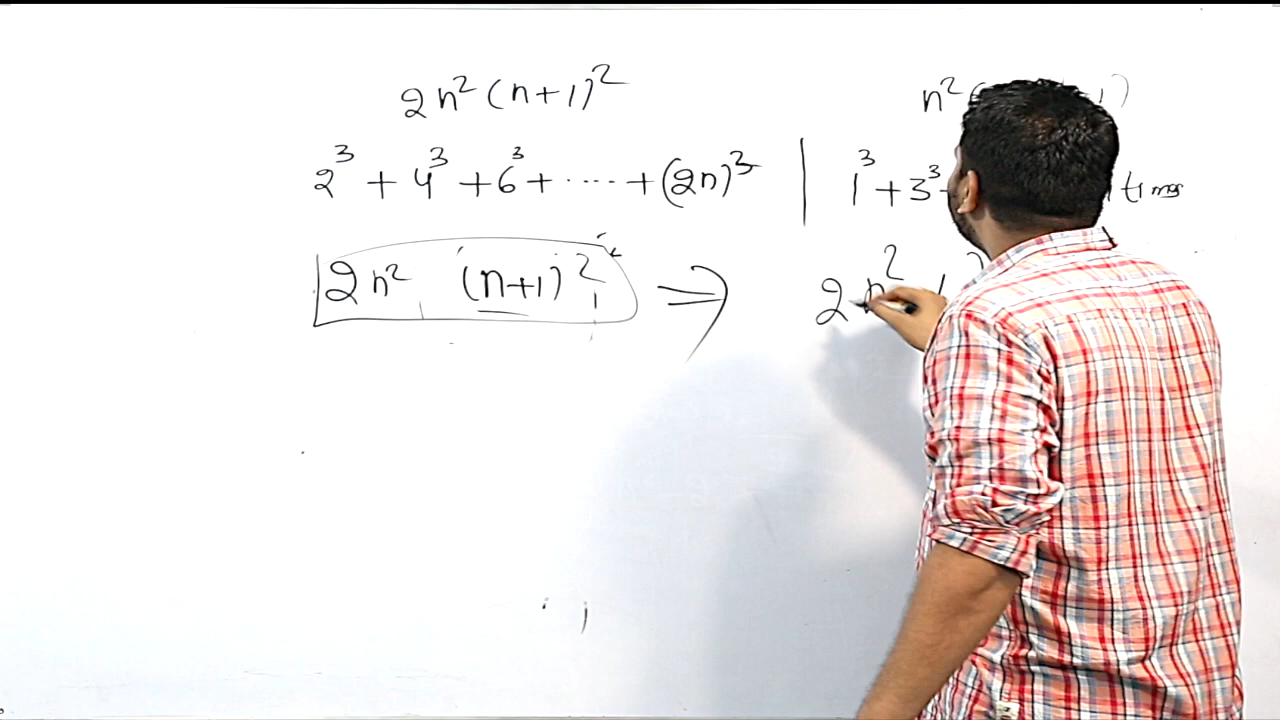 2n² (n+1)² n²
2³ + 4³ + 6³ + ..... + (2n)³ | 1³ + 3³ times
2n² (n+1)² ⇒ 2n²